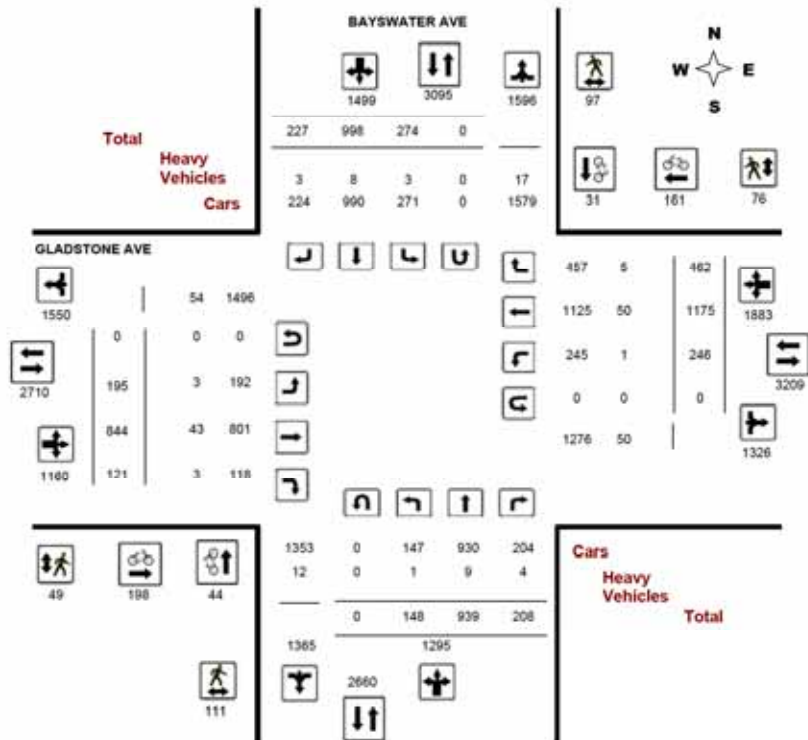 BAYSWATER AVE
N
W E
S
1499 3095 1596 97
Total 227 998 274 0
Heavy
Vehicles 3 8 3 0 17
Cars 224 990 271 0 1579
31 161 76
GLADSTONE AVE
1550 54 1496
0 0 0
2710 195 3 192
844 43 801
1160 121 3 118
457 5 462
1883
1125 50 1175
245 1 246
3209
0 0 0
1276 50 1326
1353 0 147 930 204 Cars
12 0 1 9 4 Heavy
Vehicles
0 148 939 208 Total
49 198 44
1365 1295
2660
111